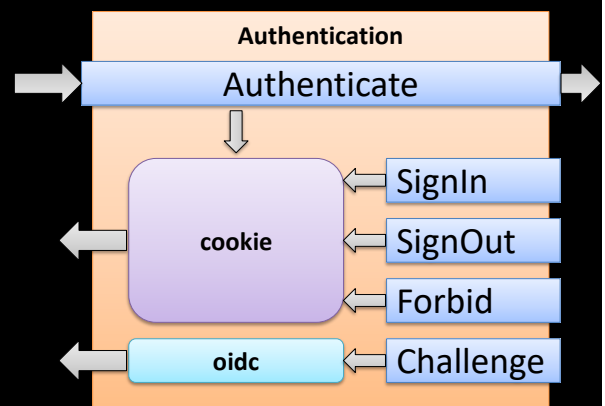 Authentication
Authenticate
cookie
SignIn
SignOut
Forbid
oidc
Challenge